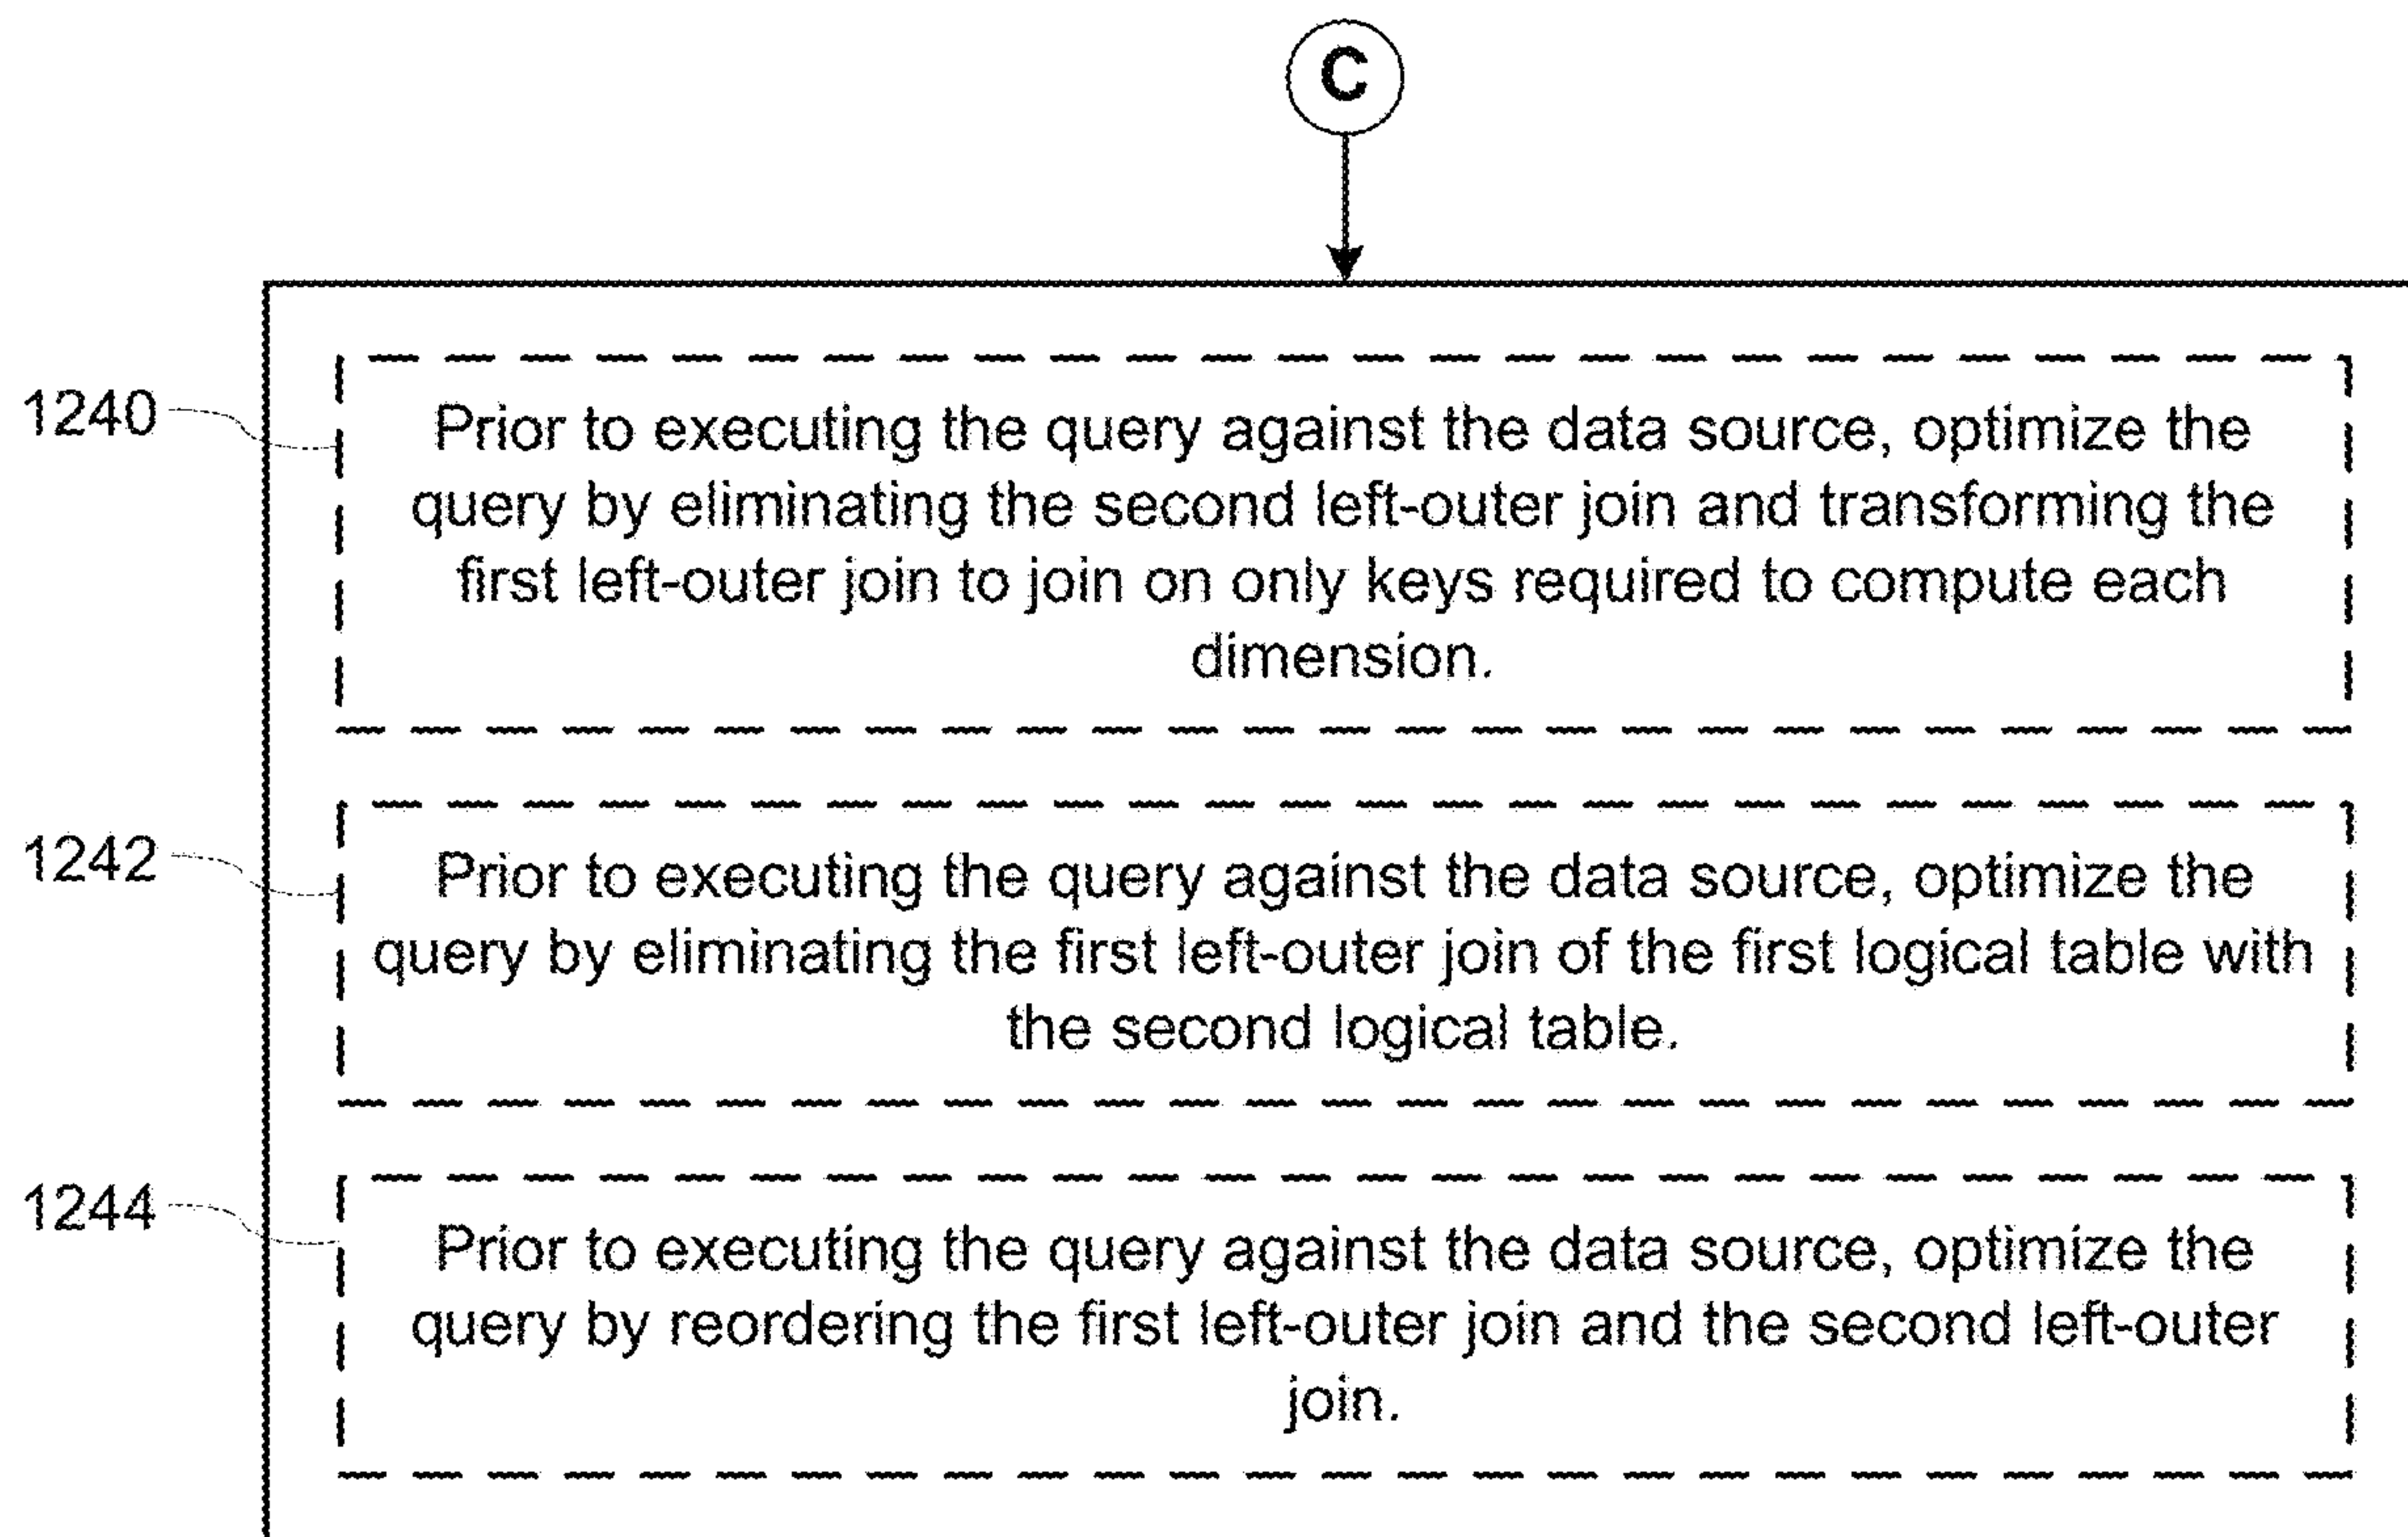 C
1240
Prior to executing the query against the data source, optimize the
query by eliminating the second left-outer join and transforming the
first left-outer join to join on only keys required to compute each
dimension.
1242
Prior to executing the query against the data source, optimize the
query by eliminating the first left-outer join of the first logical table with
the second logical table.
1244
Prior to executing the query against the data source, optimize the
query by reordering the first left-outer join and the second left-outer
join.